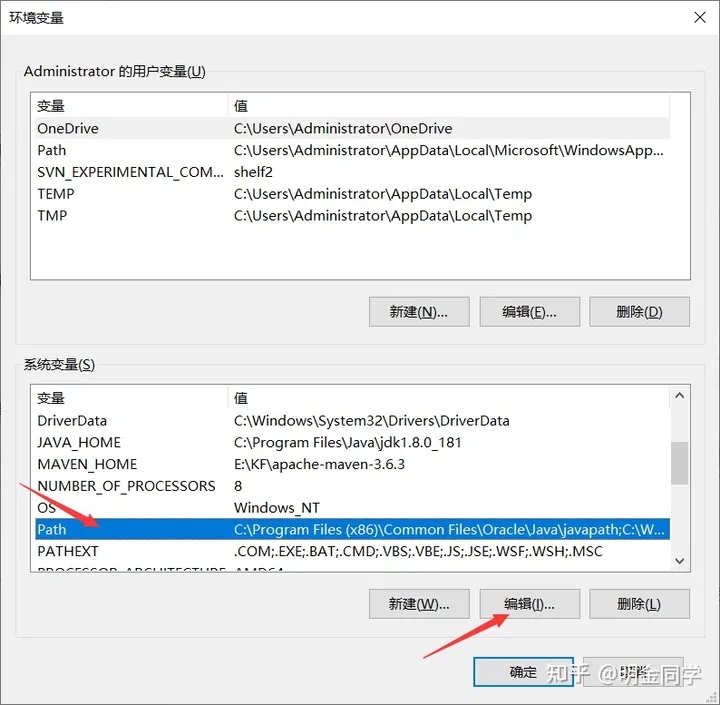 环境变量
Administrator 的用户变量(U)
变量 值
OneDrive C:\Users\Administrator\OneDrive
Path C:\Users\Administrator\AppData\Local\Microsoft\WindowsApp...
SVN_EXPERIMENTAL_COM... shelf2
TEMP C:\Users\Administrator\AppData\Local\Temp
TMP C:\Users\Administrator\AppData\Local\Temp
新建(N)... 编辑(E)... 删除(D)
系统变量(S)
变量 值
DriverData C:\Windows\System32\Drivers\DriverData
JAVA_HOME C:\Program Files\Java\jdk1.8.0_181
MAVEN_HOME E:\KF\apache-maven-3.6.3
NUMBER_OF_PROCESSORS 8
OS Windows_NT
Path C:\Program Files (x86)\Common Files\Oracle\Java\javapath;C:\W...
PATHEXT .COM;.EXE;.BAT;.CMD;.VBS;.VBE;.JS;.JSE;.WSF;.WSH;.MSC
PROCESSOR_ARCHITECTURE AMD64
新建(W)... 编辑(I)... 删除(L)
确定 取消
知乎 @明金同学